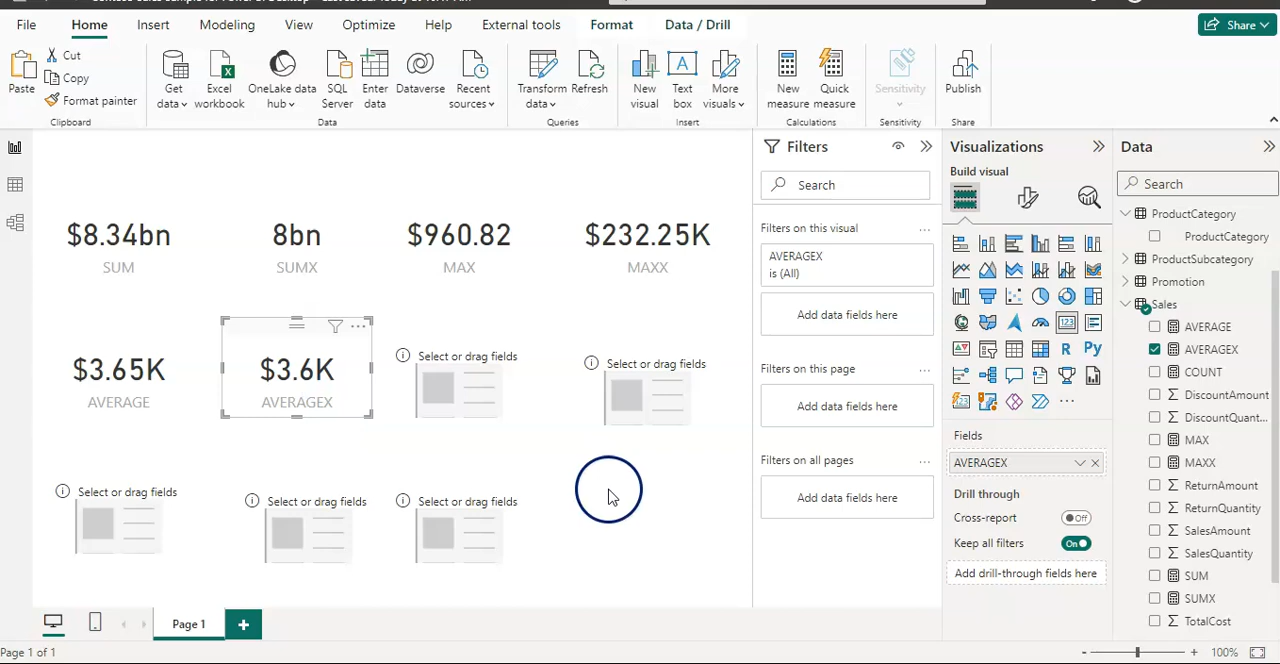 File Home Insert Modeling View Optimize Help External tools Format Data / Drill Share
Paste Cut Copy Format painter
Get data Excel workbook OneLake data hub SQL Server Enter data Dataverse Recent sources
Transform data Refresh
New visual Text box More visuals
New measure Quick measure
Sensitivity
Publish
Clipboard Data Queries Insert Calculations Sensitivity Share
$8.34bn
SUM
8bn
SUMX
$960.82
MAX
$232.25K
MAXX
$3.65K
AVERAGE
$3.6K
AVERAGEX
Select or drag fields
Select or drag fields
Select or drag fields
Select or drag fields
Select or drag fields
Filters
Search
Filters on this visual ...
AVERAGEX
is (All)
Add data fields here
Filters on this page ...
Add data fields here
Filters on all pages ...
Add data fields here
Visualizations
Build visual
123
R Py
...
Fields
AVERAGEX
Drill through
Cross-report Off
Keep all filters On
Add drill-through fields here
Data
Search
ProductCategory
ProductCategory
ProductSubcategory
Promotion
Sales
AVERAGE
AVERAGEX
COUNT
DiscountAmount
DiscountQuant...
MAX
MAXX
ReturnAmount
ReturnQuantity
SalesAmount
SalesQuantity
SUM
SUMX
TotalCost
Page 1
Page 1 of 1
- + 100%